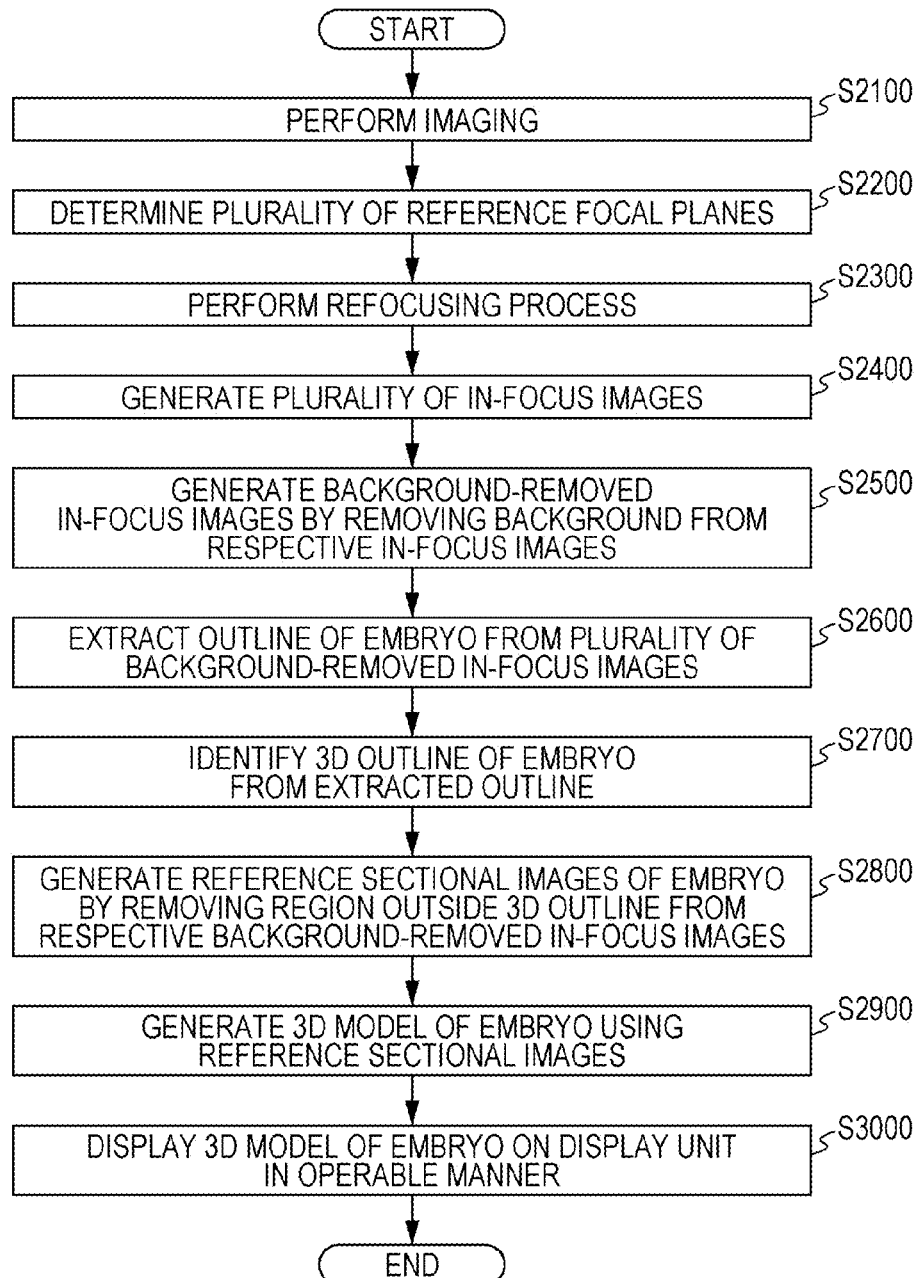 START
S2100
PERFORM IMAGING
S2200
DETERMINE PLURALITY OF REFERENCE FOCAL PLANES
S2300
PERFORM REFOCUSING PROCESS
S2400
GENERATE PLURALITY OF IN-FOCUS IMAGES
S2500
GENERATE BACKGROUND-REMOVED
IN-FOCUS IMAGES BY REMOVING BACKGROUND FROM
RESPECTIVE IN-FOCUS IMAGES
S2600
EXTRACT OUTLINE OF EMBRYO FROM PLURALITY OF
BACKGROUND-REMOVED IN-FOCUS IMAGES
S2700
IDENTIFY 3D OUTLINE OF EMBRYO
FROM EXTRACTED OUTLINE
S2800
GENERATE REFERENCE SECTIONAL IMAGES OF EMBRYO
BY REMOVING REGION OUTSIDE 3D OUTLINE FROM
RESPECTIVE BACKGROUND-REMOVED IN-FOCUS IMAGES
S2900
GENERATE 3D MODEL OF EMBRYO USING
REFERENCE SECTIONAL IMAGES
S3000
DISPLAY 3D MODEL OF EMBRYO ON DISPLAY UNIT
IN OPERABLE MANNER
END